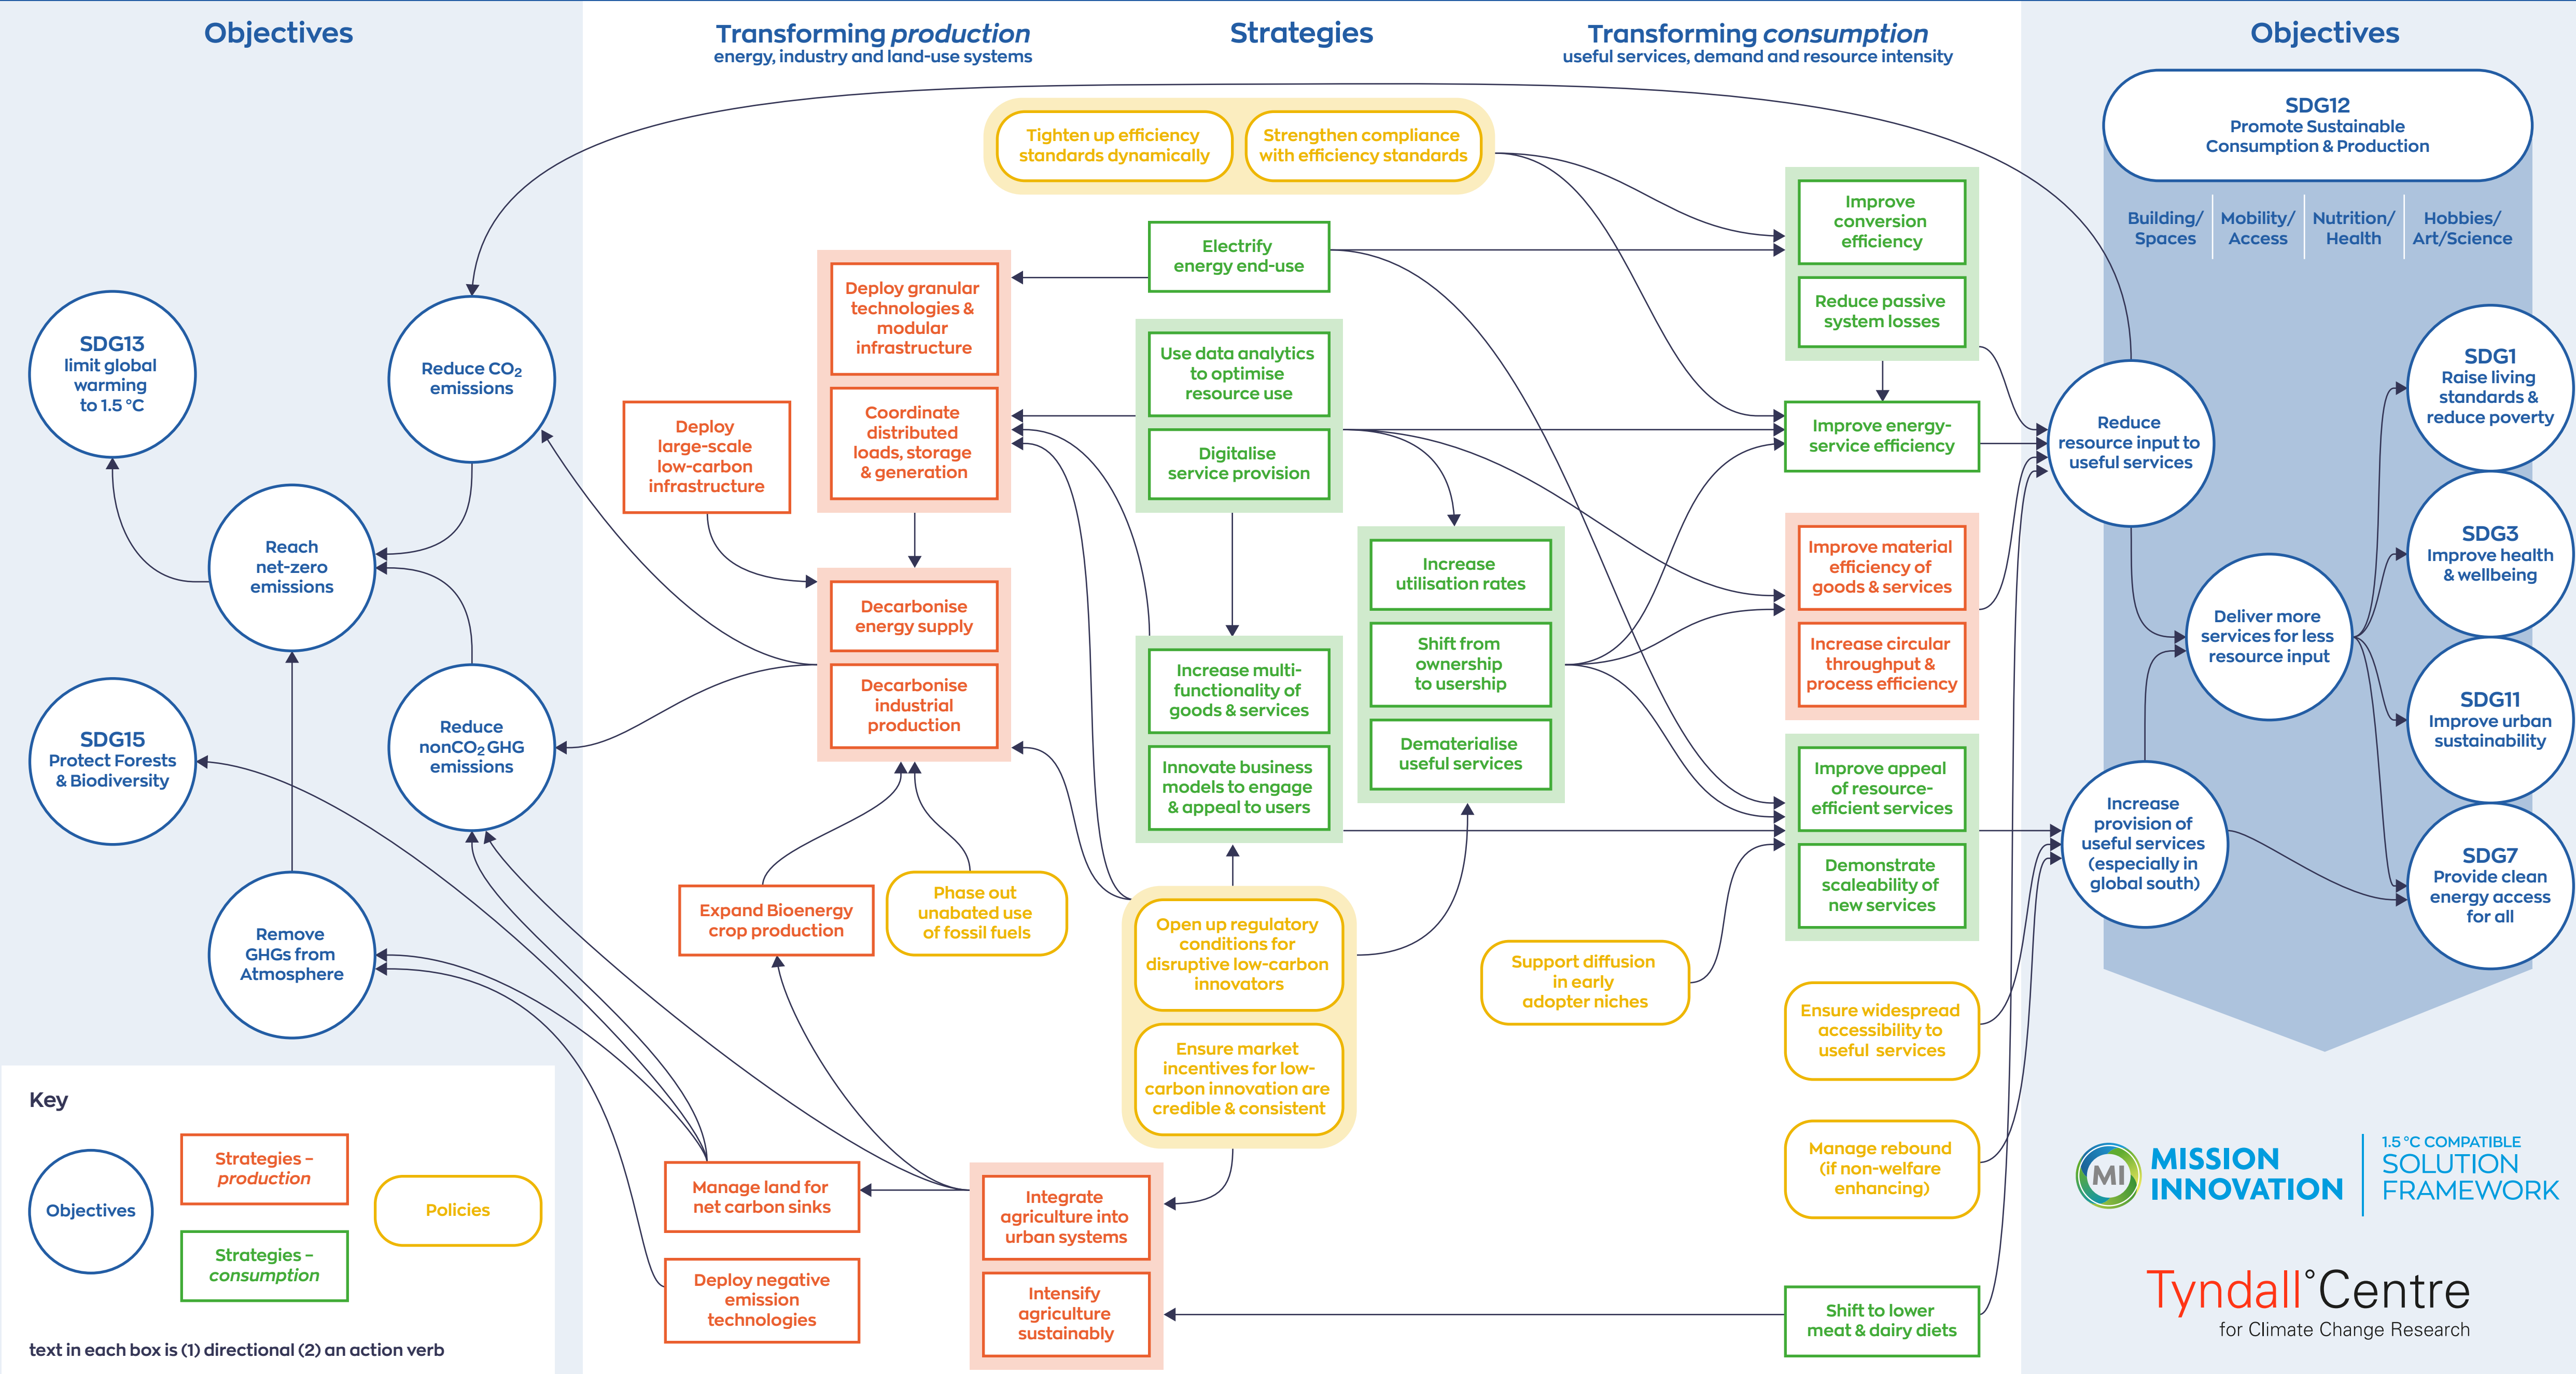 Objectives
Transforming production
energy, industry and land-use systems
Strategies
Transforming consumption
useful services, demand and resource intensity
Objectives
SDG13
limit global
warming
to 1.5 °C
Reduce CO₂
emissions
Reach
net-zero
emissions
SDG15
Protect Forests
& Biodiversity
Reduce
nonCO₂ GHG
emissions
Remove
GHGs from
Atmosphere
Key
Objectives
Strategies –
production
Strategies –
consumption
Policies
text in each box is (1) directional (2) an action verb
Tighten up efficiency
standards dynamically
Strengthen compliance
with efficiency standards
Electrify
energy end-use
Deploy granular
technologies &
modular
infrastructure
Coordinate
distributed
loads, storage
& generation
Deploy
large-scale
low-carbon
infrastructure
Use data analytics
to optimise
resource use
Digitalise
service provision
Decarbonise
energy supply
Decarbonise
industrial
production
Increase
utilisation rates
Shift from
ownership
to usership
Dematerialise
useful services
Increase multi-
functionality of
goods & services
Innovate business
models to engage
& appeal to users
Expand Bioenergy
crop production
Phase out
unabated use
of fossil fuels
Open up regulatory
conditions for
disruptive low-carbon
innovators
Ensure market
incentives for low-
carbon innovation are
credible & consistent
Support diffusion
in early
adopter niches
Manage land for
net carbon sinks
Deploy negative
emission
technologies
Integrate
agriculture into
urban systems
Intensify
agriculture
sustainably
Improve
conversion
efficiency
Reduce passive
system losses
Improve energy-
service efficiency
Improve material
efficiency of
goods & services
Increase circular
throughput &
process efficiency
Improve appeal
of resource-
efficient services
Demonstrate
scaleability of
new services
Ensure widespread
accessibility to
useful services
Manage rebound
(if non-welfare
enhancing)
Shift to lower
meat & dairy diets
SDG12
Promote Sustainable
Consumption & Production
Building/
Spaces
Mobility/
Access
Nutrition/
Health
Hobbies/
Art/Science
Reduce
resource input to
useful services
Deliver more
services for less
resource input
Increase
provision of
useful services
(especially in
global south)
SDG1
Raise living
standards &
reduce poverty
SDG3
Improve health
& wellbeing
SDG11
Improve urban
sustainability
SDG7
Provide clean
energy access
for all
MI
MISSION
INNOVATION
1.5 °C COMPATIBLE
SOLUTION
FRAMEWORK
Tyndall°Centre
for Climate Change Research